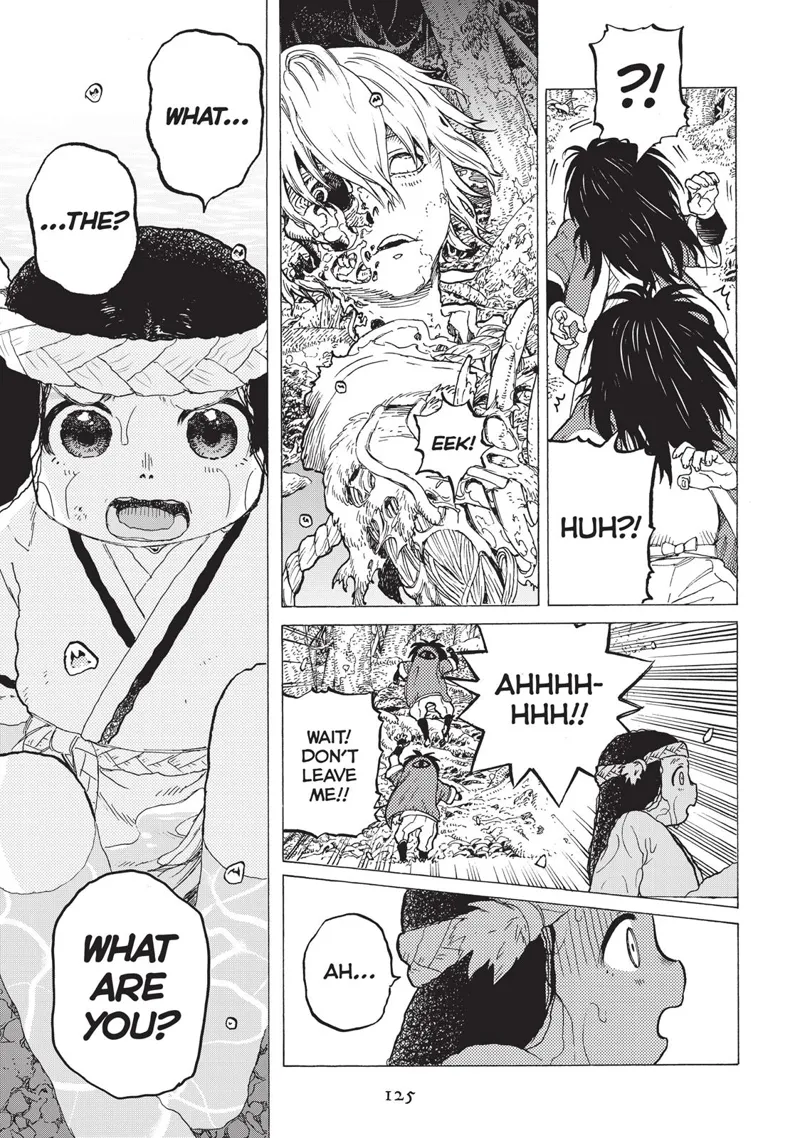 ?!
HUH?!
EEK!
AHHHH-
HHH!!
WAIT!
DON'T
LEAVE
ME!!
AH...
WHAT...
...THE?
WHAT
ARE
YOU?
125